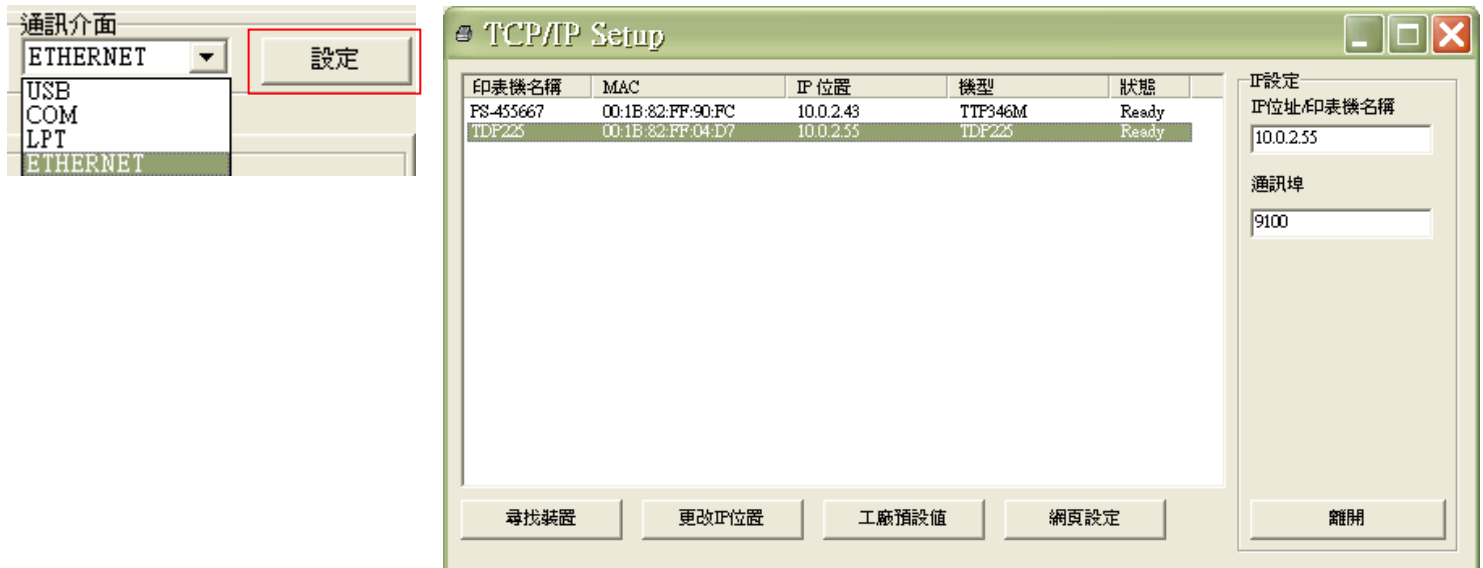 通訊介面
ETHERNET
設定
USB
COM
LPT
ETHERNET
TCP/IP Setup
印表機名稱 MAC IP 位置 機型 狀態
PS-455667 00:1B:82:FF:90:FC 10.0.2.43 TTP346M Ready
TDP225 00:1B:82:FF:04:D7 10.0.2.55 TDP225 Ready
IP設定
IP位址/印表機名稱
10.0.2.55
通訊埠
9100
尋找裝置 更改IP位置 工廠預設值 網頁設定 離開